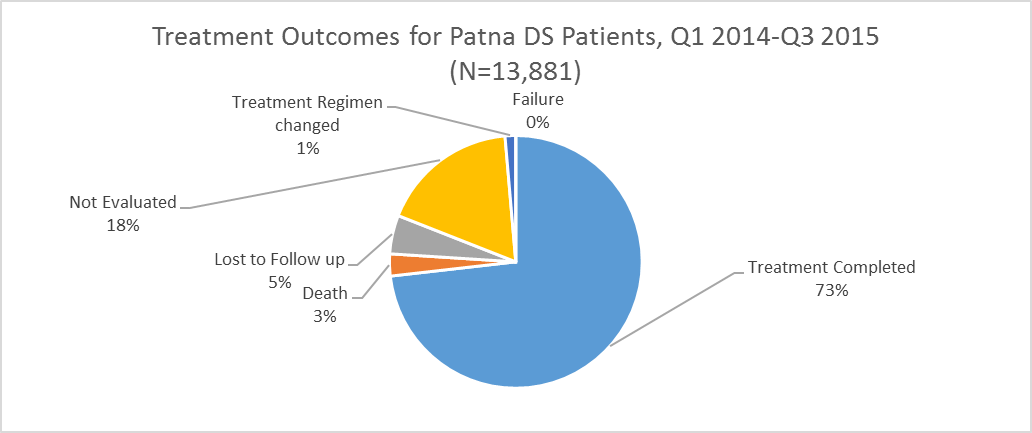 Treatment Outcomes for Patna DS Patients, Q1 2014-Q3 2015
(N=13,881)
Treatment Regimen
changed
1%
Failure
0%
Not Evaluated
18%
Lost to Follow up
5%
Death
3%
Treatment Completed
73%